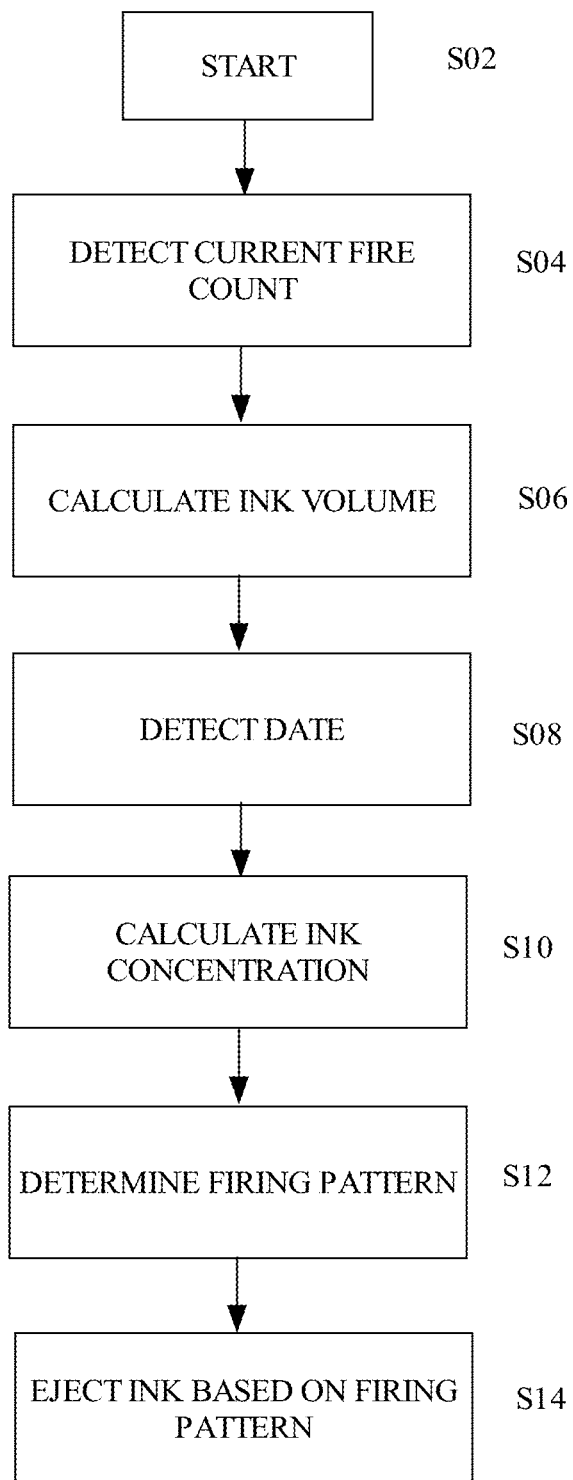 START
S02
DETECT CURRENT FIRE
COUNT
S04
CALCULATE INK VOLUME
S06
DETECT DATE
S08
CALCULATE INK
CONCENTRATION
S10
DETERMINE FIRING PATTERN
S12
EJECT INK BASED ON FIRING
PATTERN
S14